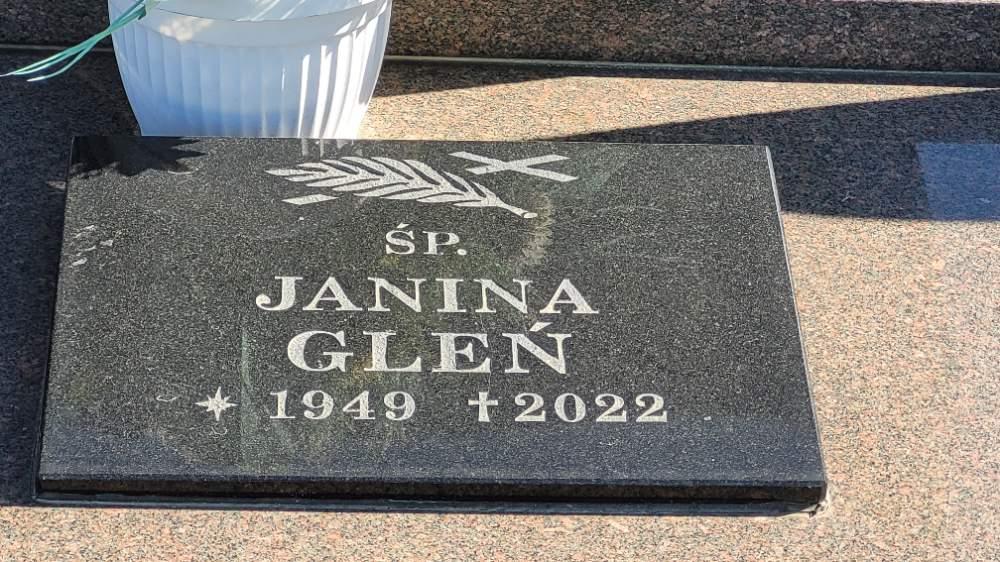 ŚP.
JANINA
GLEŃ
* 1949 † 2022